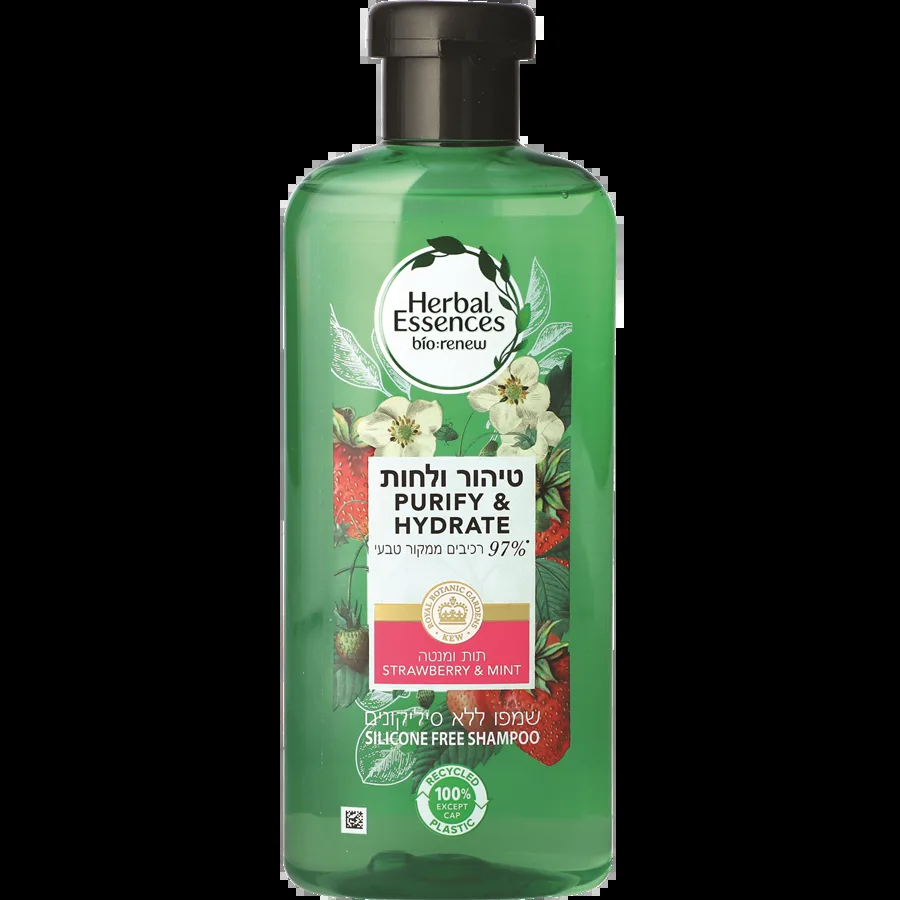 Herbal
Essences
bío:renew
טיהור ולחות
PURIFY &
HYDRATE
97%* רכיבים ממקור טבעי
ROYAL BOTANIC GARDENS
• KEW •
תות ומנטה
STRAWBERRY & MINT
שמפו ללא סיליקונים
SILICONE FREE SHAMPOO
RECYCLED
100%
EXCEPT
CAP
PLASTIC